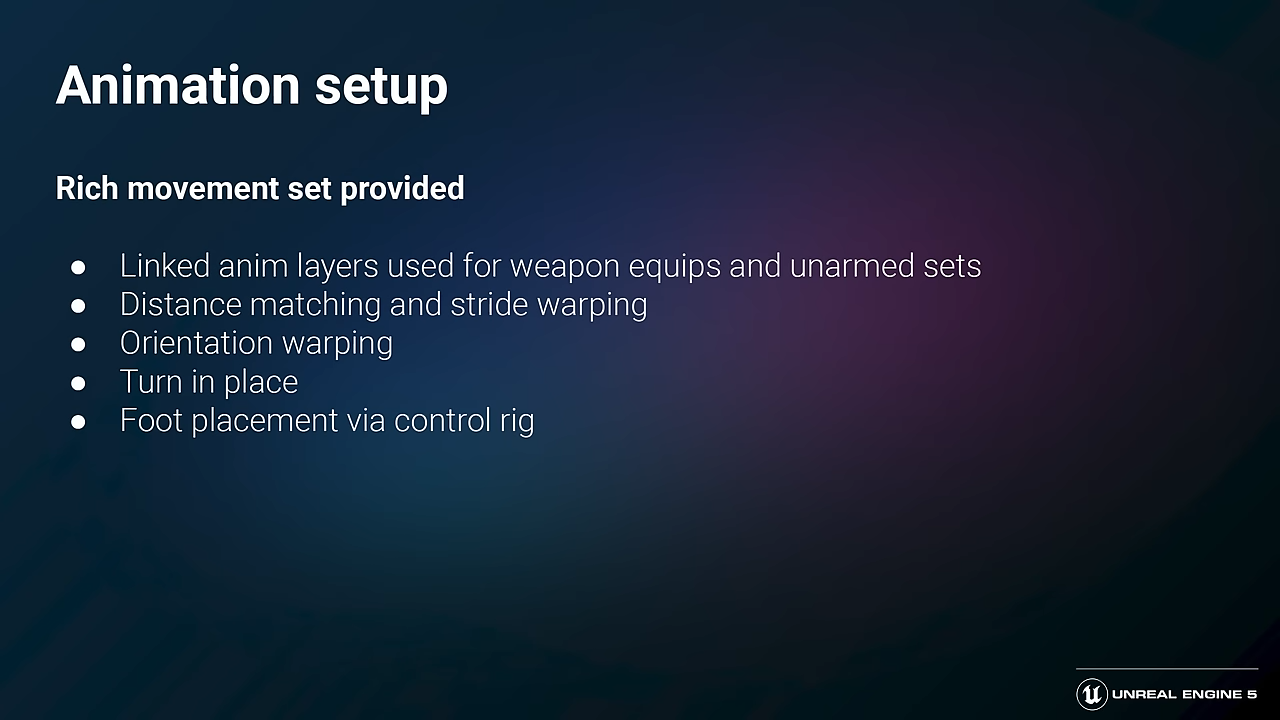 Animation setup
Rich movement set provided
● Linked anim layers used for weapon equips and unarmed sets
● Distance matching and stride warping
● Orientation warping
● Turn in place
● Foot placement via control rig
UNREAL ENGINE 5